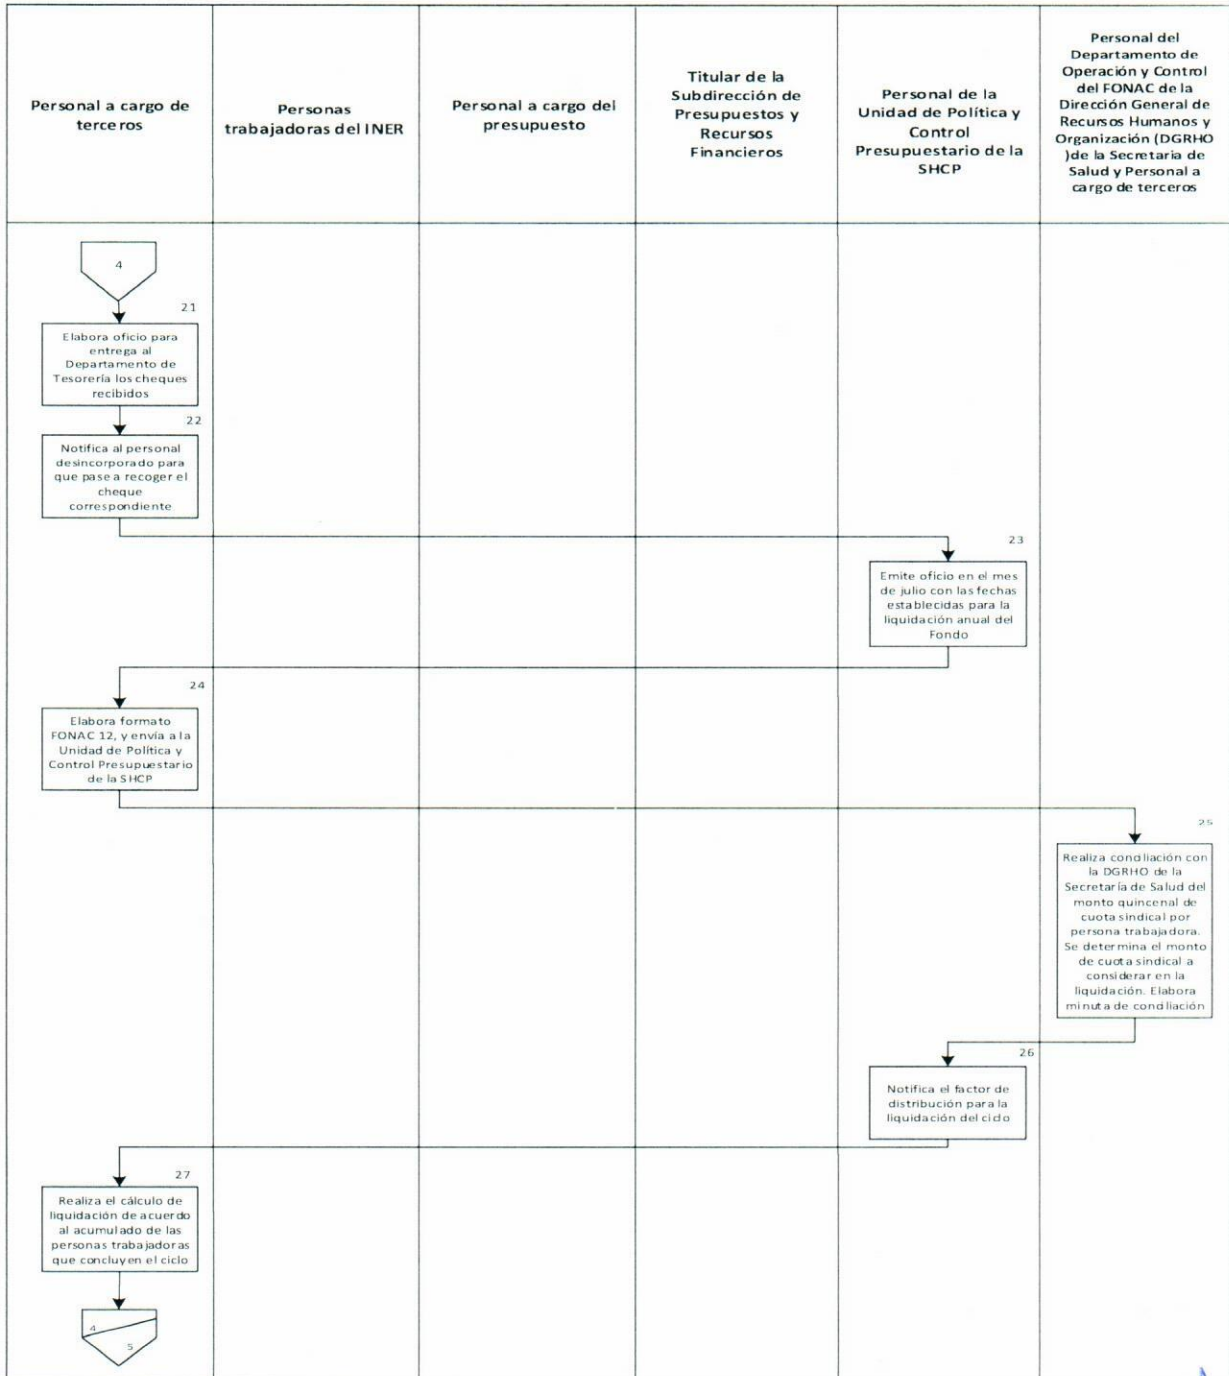 Personal a cargo de
terceros
Personas
trabajadoras del INER
Personal a cargo del
presupuesto
Titular de la
Subdirección de
Presupuestos y
Recursos
Financieros
Personal de la
Unidad de Política y
Control
Presupuestario de la
SHCP
Personal del
Departamento de
Operación y Control
del FONAC de la
Dirección General de
Recursos Humanos y
Organización (DGRHO
)de la Secretaria de
Salud y Personal a
cargo de terceros
4
21
Elabora oficio para
entrega al
Departamento de
Tesorería los cheques
recibidos
22
Notifica al personal
desincorporado para
que pase a recoger el
cheque
correspondiente
23
Emite oficio en el mes
de julio con las fechas
establecidas para la
liquidación anual del
Fondo
24
Elabora formato
FONAC 12, y envía a la
Unidad de Política y
Control Presupuestario
de la SHCP
25
Realiza conciliación con
la DGRHO de la
Secretaría de Salud del
monto quincenal de
cuota sindical por
persona trabajadora.
Se determina el monto
de cuota sindical a
considerar en la
liquidación. Elabora
minuta de conciliación
26
Notifica el factor de
distribución para la
liquidación del ciclo
27
Realiza el cálculo de
liquidación de acuerdo
al acumulado de las
personas trabajadoras
que concluyen el ciclo
4
5